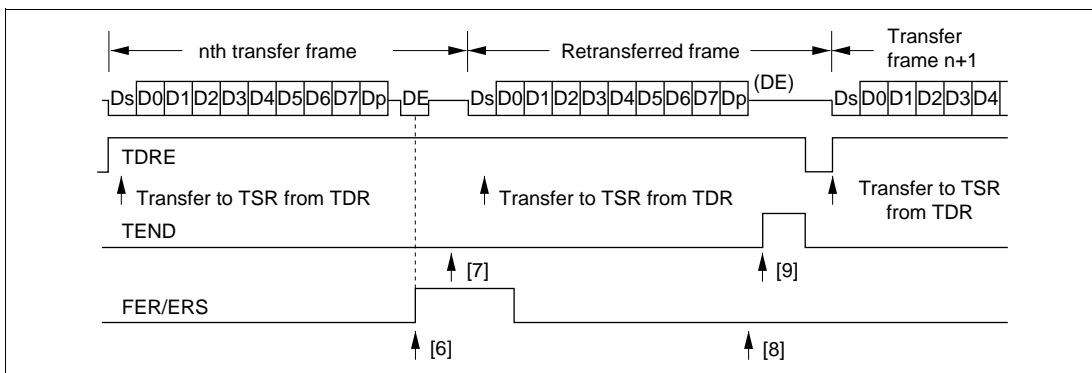 nth transfer frame
Retransferred frame
Transfer
frame n+1
Ds D0 D1 D2 D3 D4 D5 D6 D7 Dp DE
Ds D0 D1 D2 D3 D4 D5 D6 D7 Dp
(DE)
Ds D0 D1 D2 D3 D4
TDRE
Transfer to TSR from TDR
Transfer to TSR from TDR
Transfer to TSR
from TDR
TEND
[7]
[9]
FER/ERS
[6]
[8]